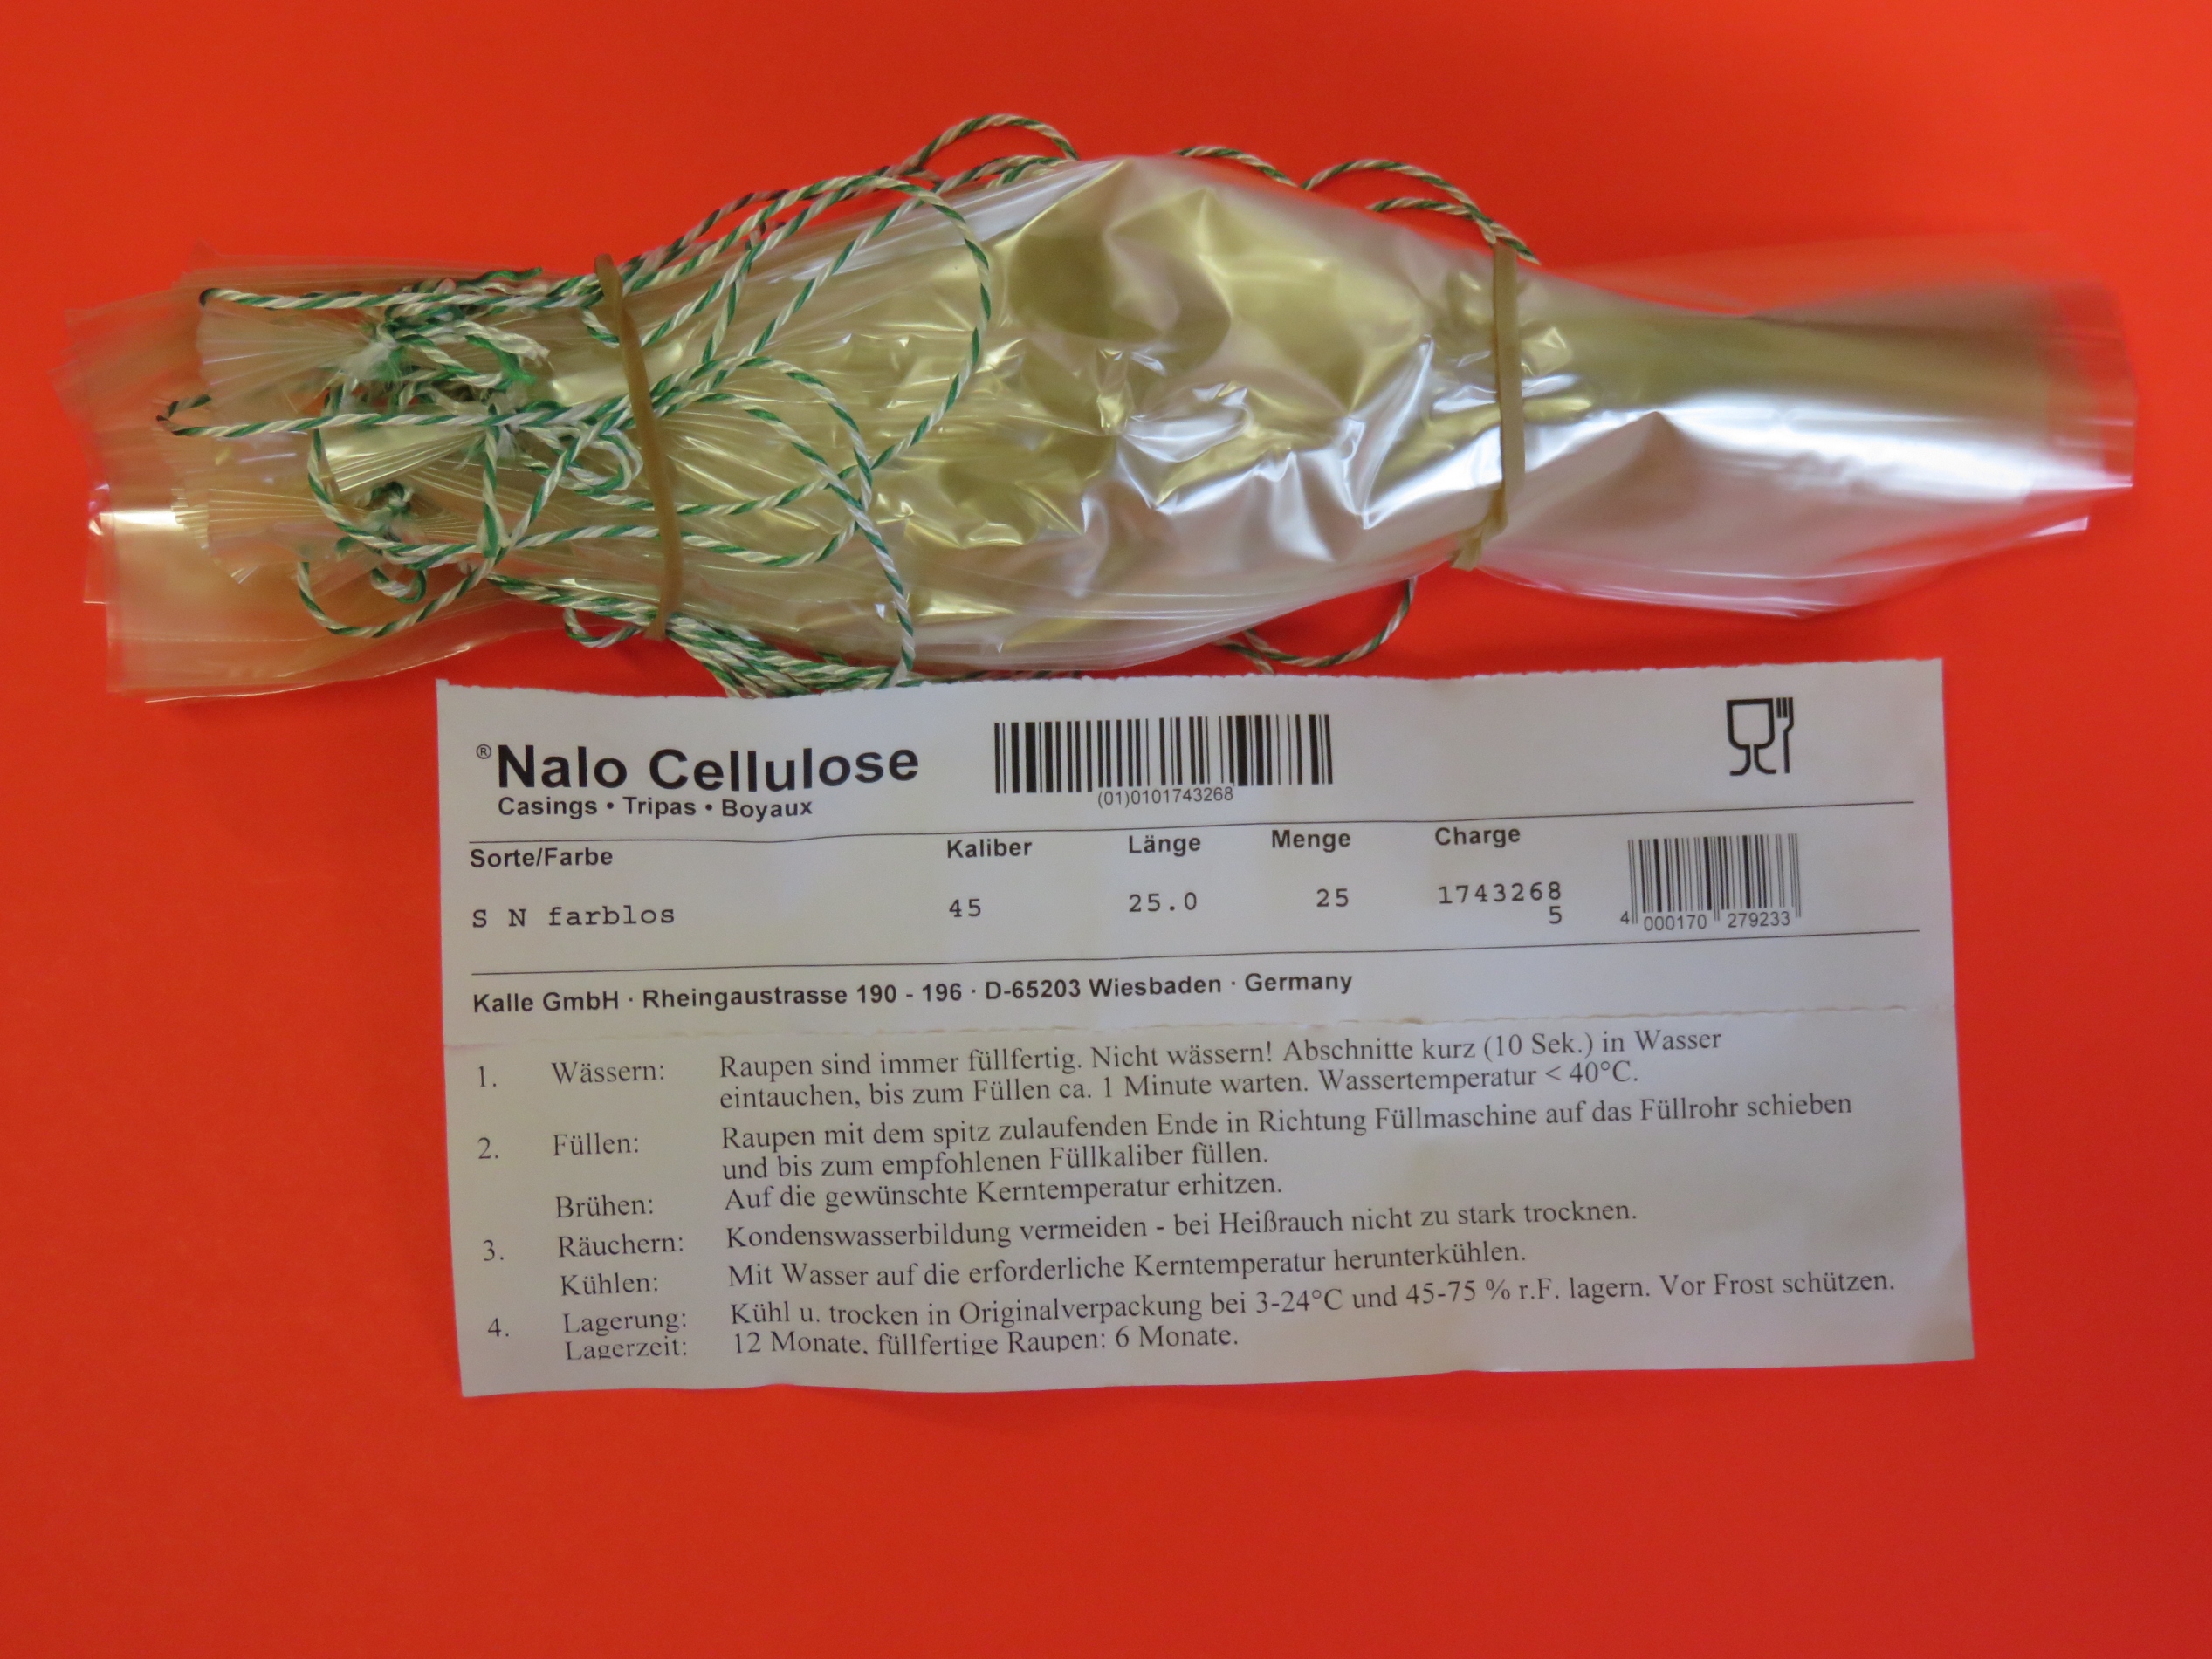 ®Nalo Cellulose
Casings • Tripas • Boyaux
(01)0101743268
Sorte/Farbe Kaliber Länge Menge Charge
S N farblos 45 25.0 25 1743268
5
4 000170 279233
Kalle GmbH · Rheingaustrasse 190 - 196 · D-65203 Wiesbaden · Germany
1. Wässern: Raupen sind immer füllfertig. Nicht wässern! Abschnitte kurz (10 Sek.) in Wasser
eintauchen, bis zum Füllen ca. 1 Minute warten. Wassertemperatur < 40°C.
2. Füllen: Raupen mit dem spitz zulaufenden Ende in Richtung Füllmaschine auf das Füllrohr schieben
und bis zum empfohlenen Füllkaliber füllen.
Brühen: Auf die gewünschte Kerntemperatur erhitzen.
3. Räuchern: Kondenswasserbildung vermeiden - bei Heißrauch nicht zu stark trocknen.
Kühlen: Mit Wasser auf die erforderliche Kerntemperatur herunterkühlen.
4. Lagerung: Kühl u. trocken in Originalverpackung bei 3-24°C und 45-75 % r.F. lagern. Vor Frost schützen.
Lagerzeit: 12 Monate, füllfertige Raupen: 6 Monate.